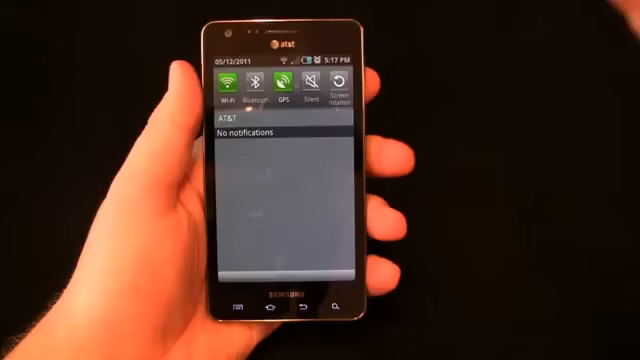 at&t
05/12/2011 5:17 PM
Wi-Fi Bluetooth GPS Silent Screen rotation
AT&T
No notifications
SAMSUNG